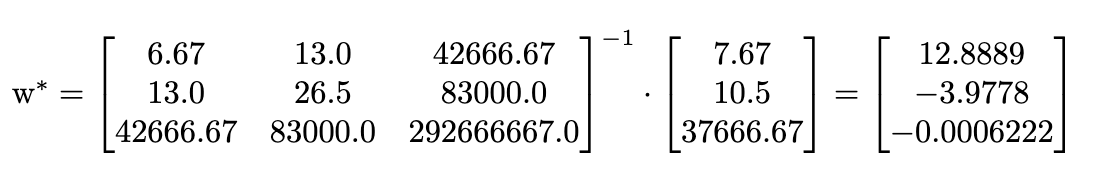 w* = [6.67 13.0 42666.67]⁻¹ · [7.67] = [12.8889]
[13.0 26.5 83000.0] [10.5] [−3.9778]
[42666.67 83000.0 292666667.0] [37666.67] [−0.0006222]